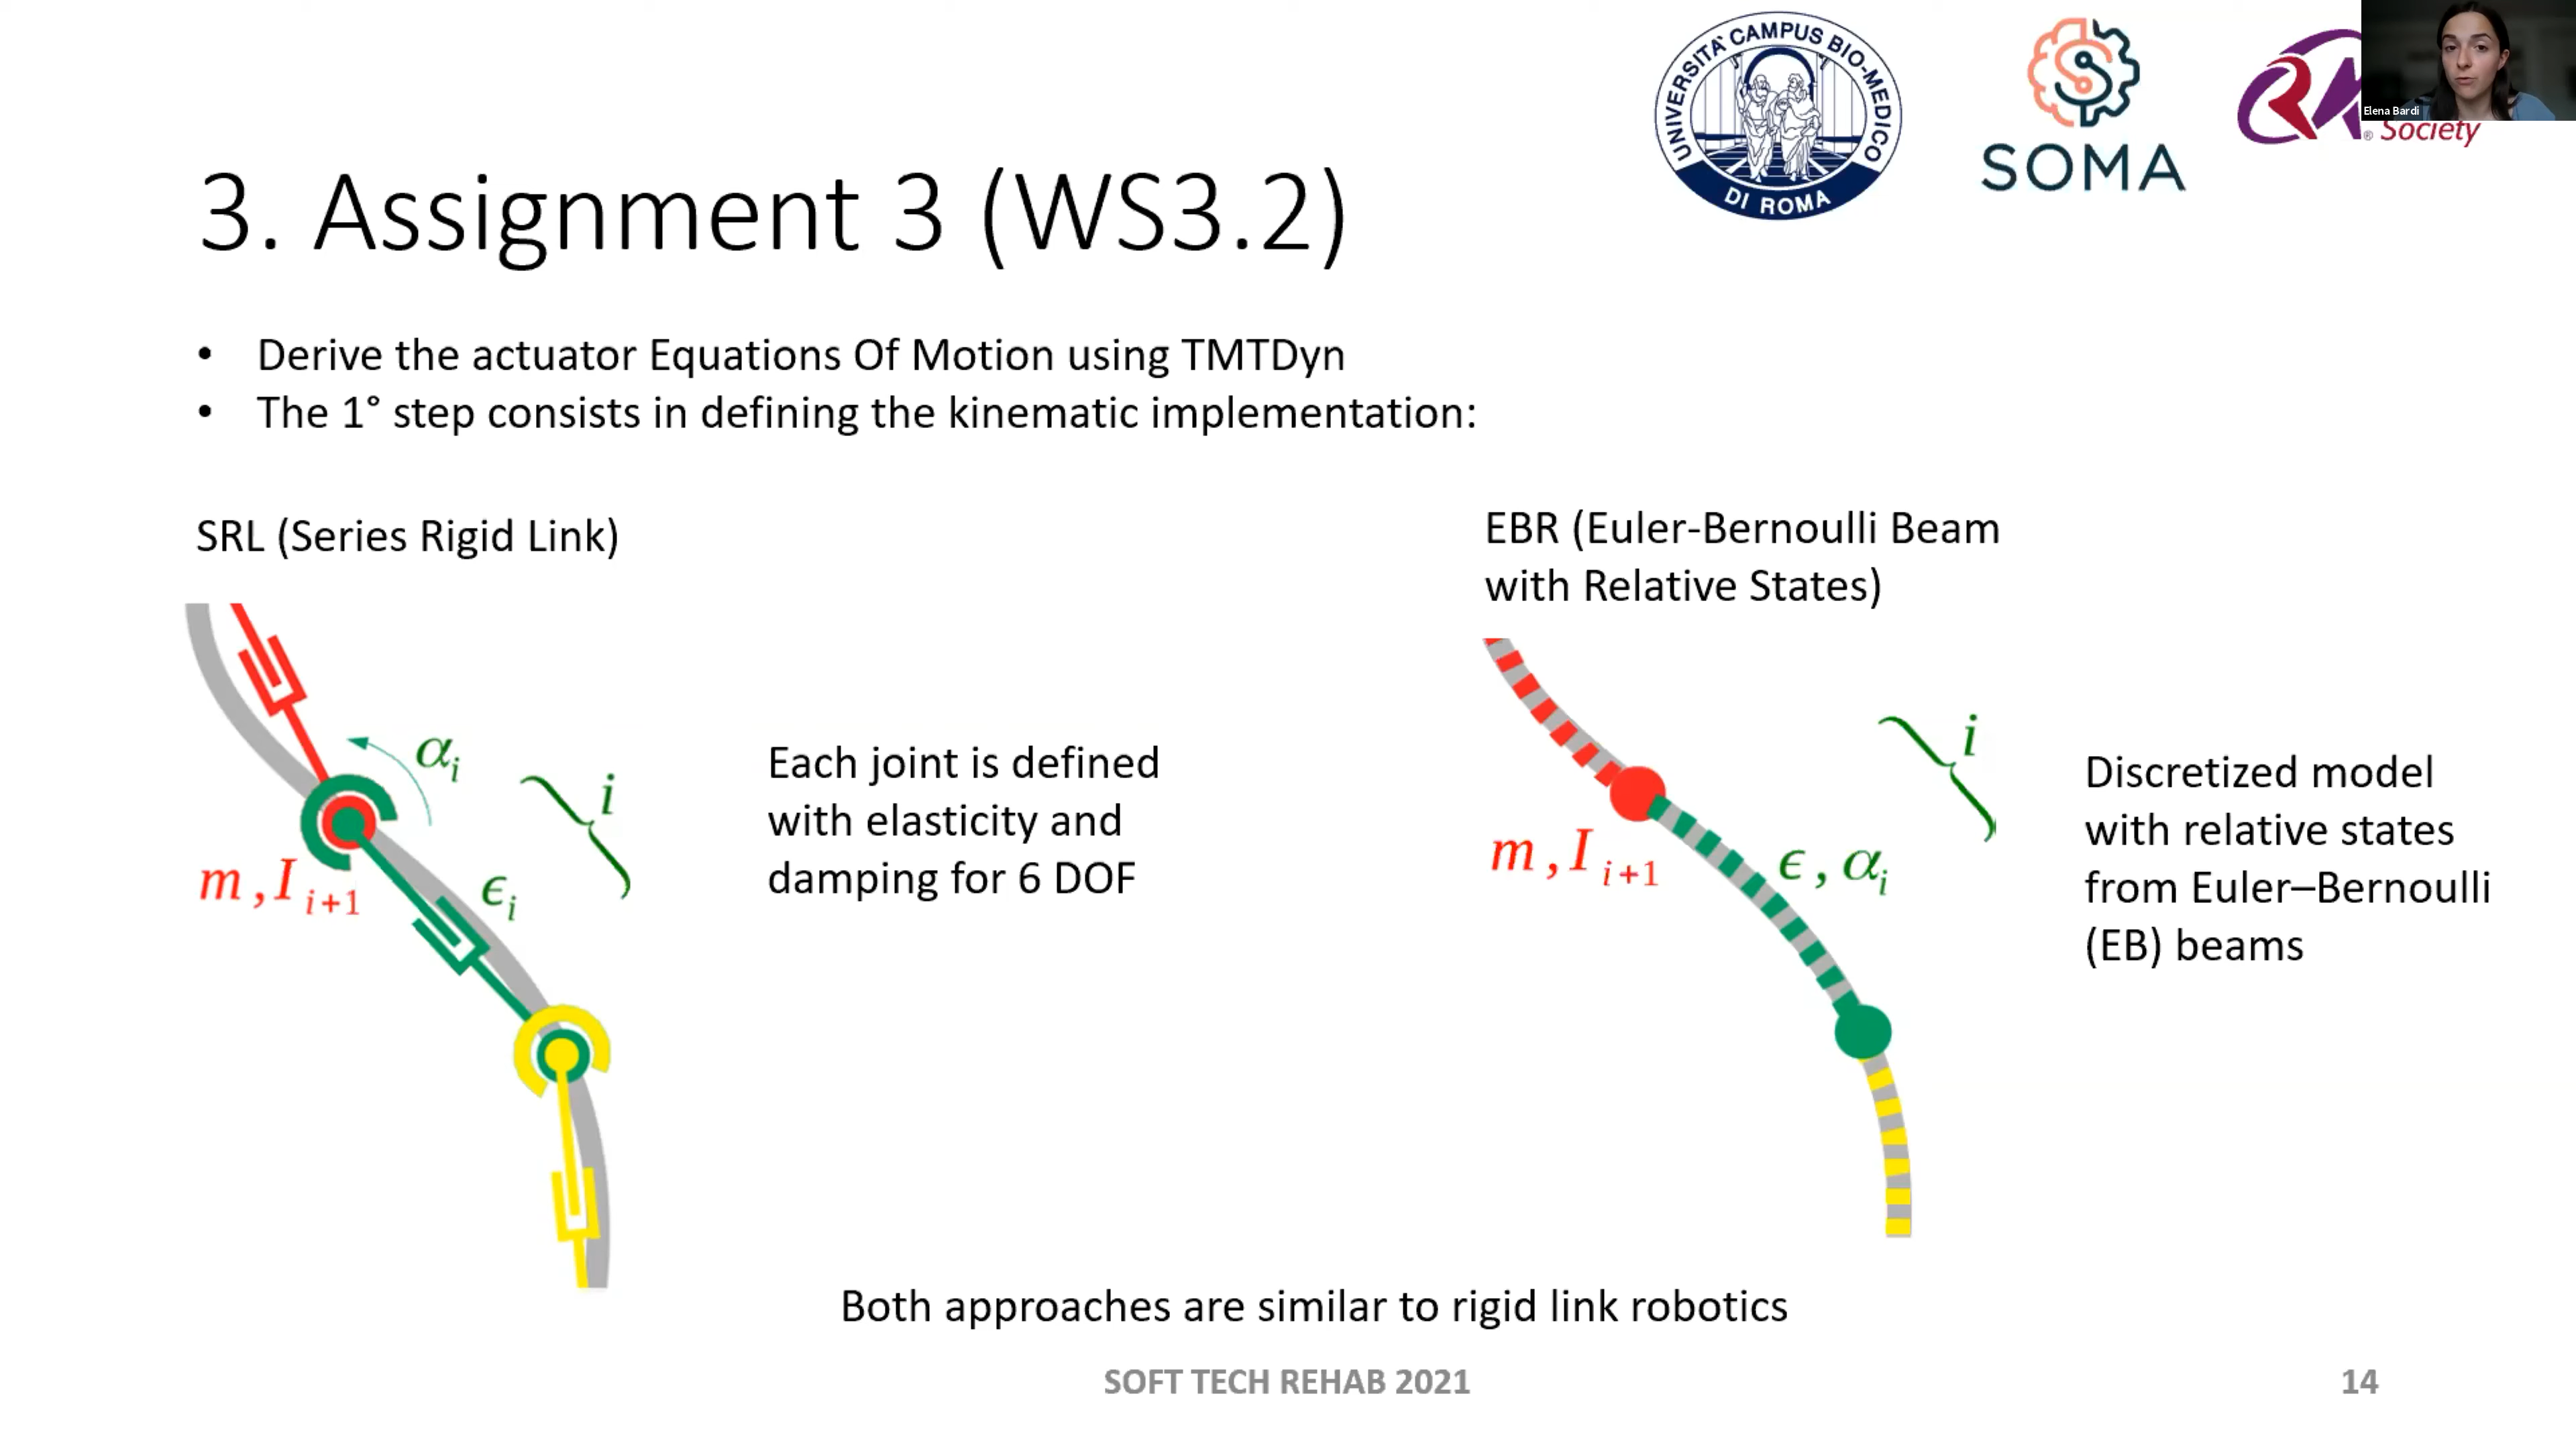 UNIVERSITA' CAMPUS BIO-MEDICO
DI ROMA
SOMA
Elena Bardi
® Society
3. Assignment 3 (WS3.2)
• Derive the actuator Equations Of Motion using TMTDyn
• The 1° step consists in defining the kinematic implementation:
SRL (Series Rigid Link)
αi
i
m, I i+1
ϵi
Each joint is defined
with elasticity and
damping for 6 DOF
EBR (Euler-Bernoulli Beam
with Relative States)
i
m, I i+1
ϵ, αi
Discretized model
with relative states
from Euler–Bernoulli
(EB) beams
Both approaches are similar to rigid link robotics
SOFT TECH REHAB 2021
14